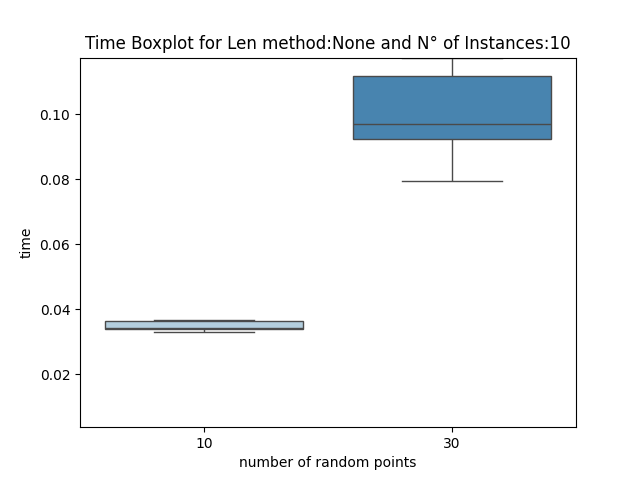 Time Boxplot for Len method:None and N° of Instances:10
0.10
0.08
0.06
0.04
0.02
time
10 30
number of random points